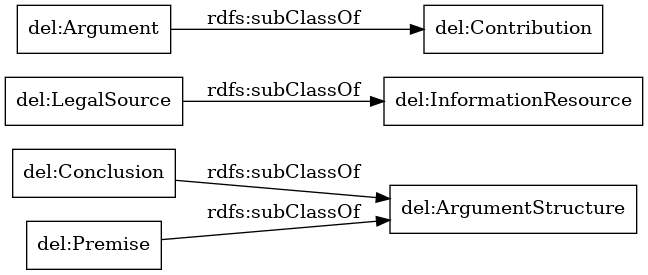 del:Argument rdfs:subClassOf del:Contribution
del:LegalSource rdfs:subClassOf del:InformationResource
del:Conclusion rdfs:subClassOf
del:ArgumentStructure
del:Premise rdfs:subClassOf